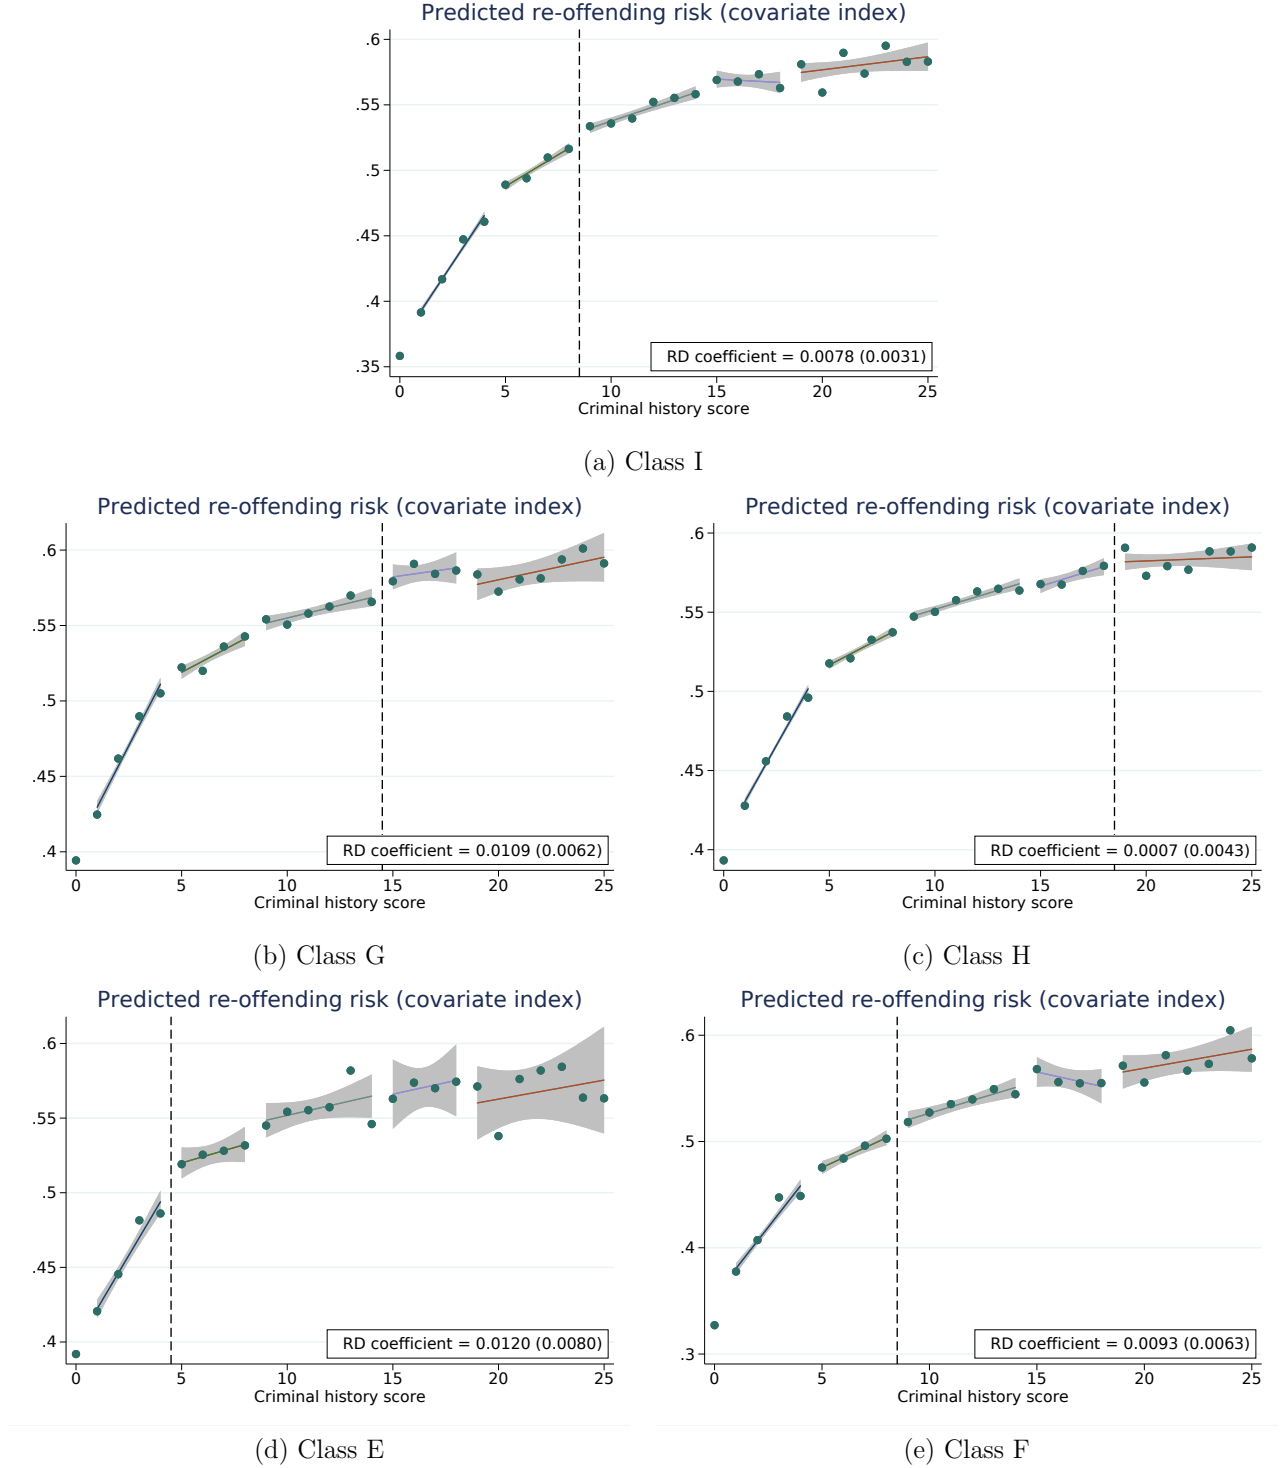 Predicted re-offending risk (covariate index)
.6
.55
.5
.45
.4
.35
RD coefficient = 0.0078 (0.0031)
0 5 10 15 20 25
Criminal history score
(a) Class I
Predicted re-offending risk (covariate index)
.6
.55
.5
.45
.4
RD coefficient = 0.0109 (0.0062)
0 5 10 15 20 25
Criminal history score
(b) Class G
Predicted re-offending risk (covariate index)
.6
.55
.5
.45
.4
RD coefficient = 0.0007 (0.0043)
0 5 10 15 20 25
Criminal history score
(c) Class H
Predicted re-offending risk (covariate index)
.6
.55
.5
.45
.4
RD coefficient = 0.0120 (0.0080)
0 5 10 15 20 25
Criminal history score
(d) Class E
Predicted re-offending risk (covariate index)
.6
.5
.4
.3
RD coefficient = 0.0093 (0.0063)
0 5 10 15 20 25
Criminal history score
(e) Class F